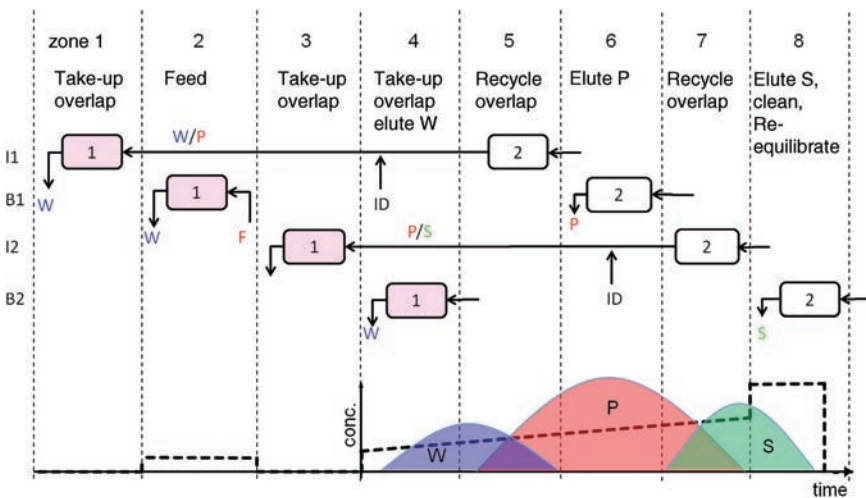 zone 1 2 3 4 5 6 7 8
Take-up overlap
Feed
Take-up overlap
Take-up overlap elute W
Recycle overlap
Elute P
Recycle overlap
Elute S, clean, Re-equilibrate
I1
1
W
W/P
ID
2
B1
1
W
F
2
P
I2
1
P/S
ID
2
B2
1
W
2
S
conc.
W
P
S
time